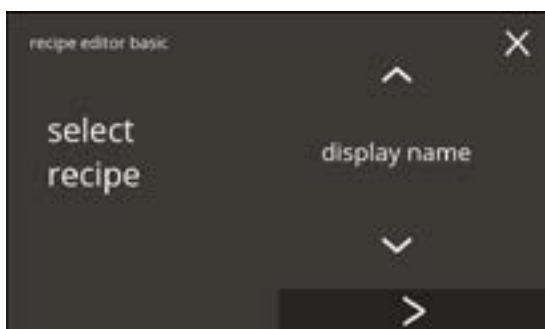 recipe editor basic
select
recipe
display name